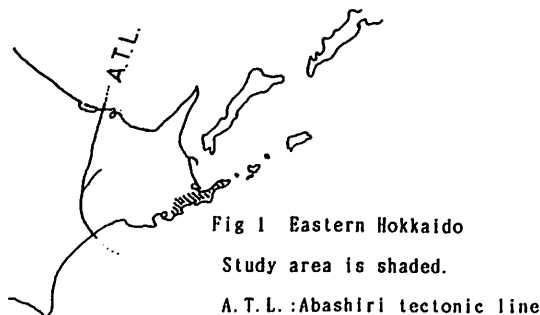 A.T.L.
Fig 1 Eastern Hokkaido
Study area is shaded.
A.T.L.:Abashiri tectonic line